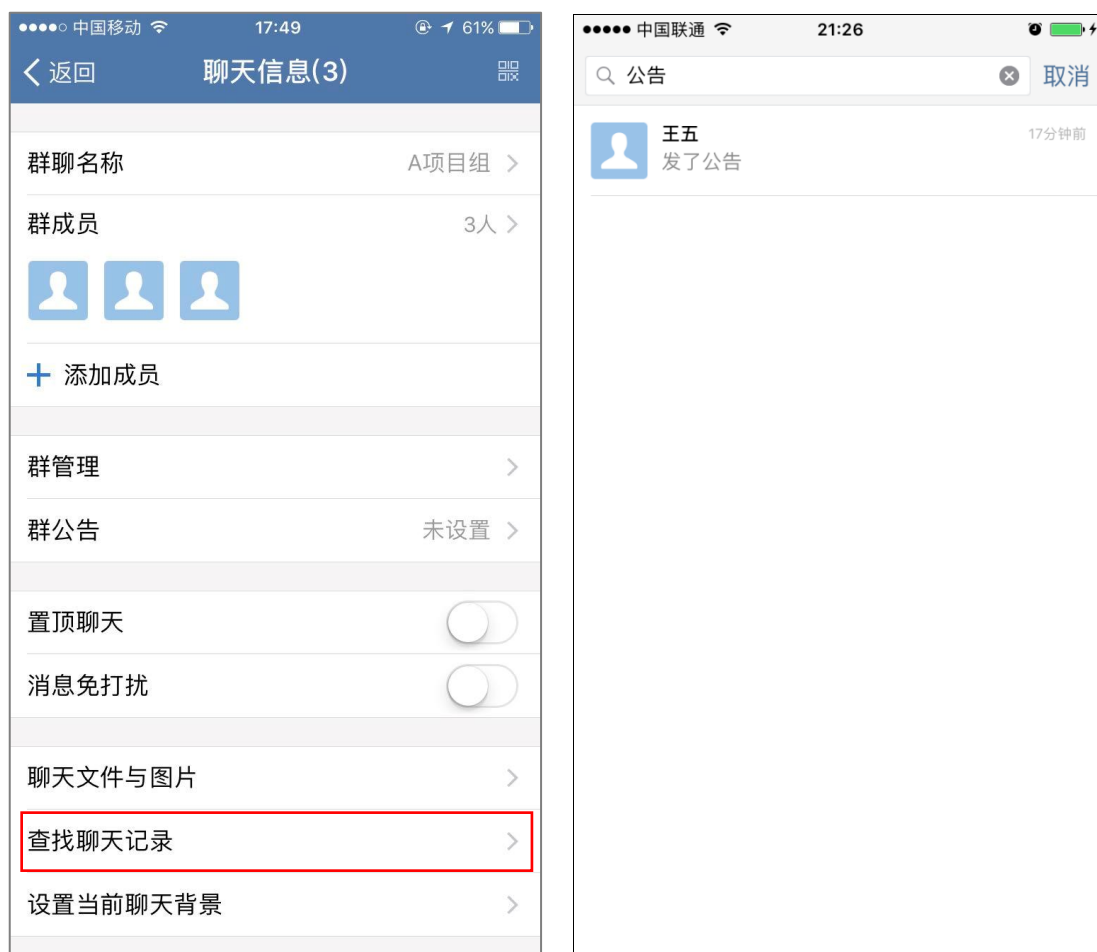 中国移动 17:49 61%
返回 聊天信息(3)
群聊名称 A项目组
群成员 3人
添加成员
群管理
群公告 未设置
置顶聊天
消息免打扰
聊天文件与图片
查找聊天记录
设置当前聊天背景
中国联通 21:26
公告 取消
王五 17分钟前
发了公告